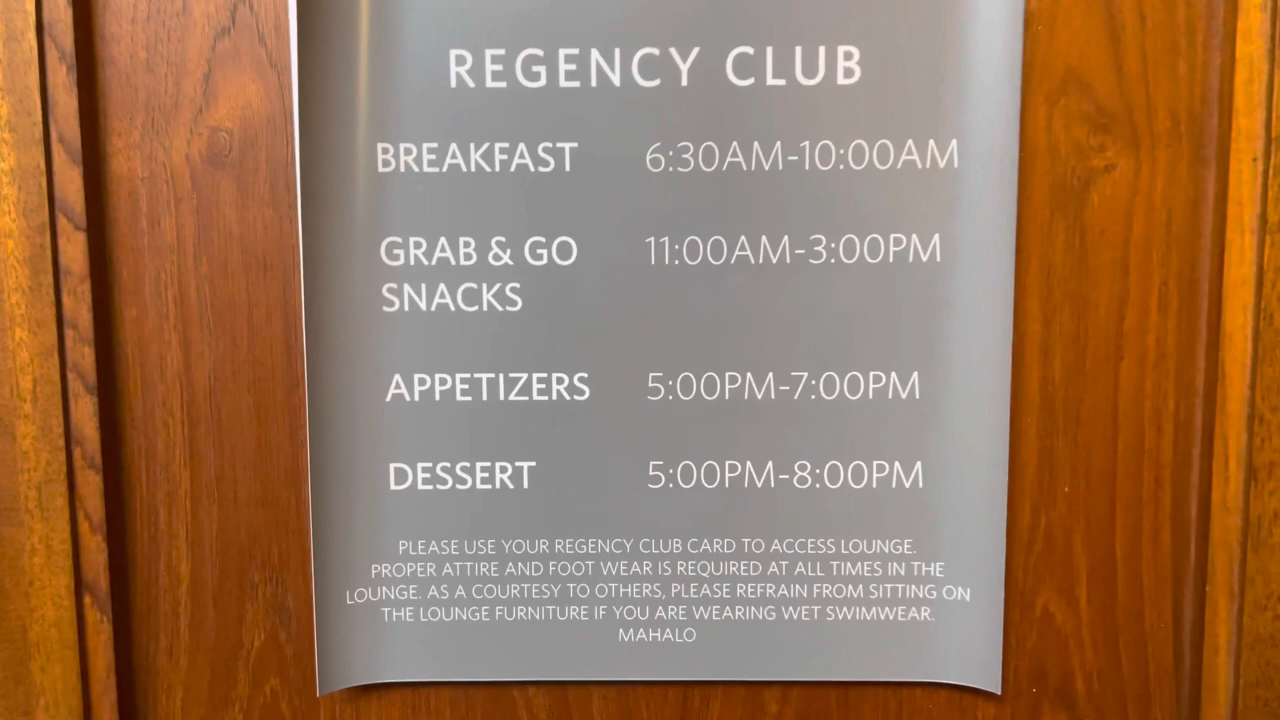 REGENCY CLUB
BREAKFAST 6:30AM-10:00AM
GRAB & GO 11:00AM-3:00PM
SNACKS
APPETIZERS 5:00PM-7:00PM
DESSERT 5:00PM-8:00PM
PLEASE USE YOUR REGENCY CLUB CARD TO ACCESS LOUNGE.
PROPER ATTIRE AND FOOT WEAR IS REQUIRED AT ALL TIMES IN THE
LOUNGE. AS A COURTESY TO OTHERS, PLEASE REFRAIN FROM SITTING ON
THE LOUNGE FURNITURE IF YOU ARE WEARING WET SWIMWEAR.
MAHALO